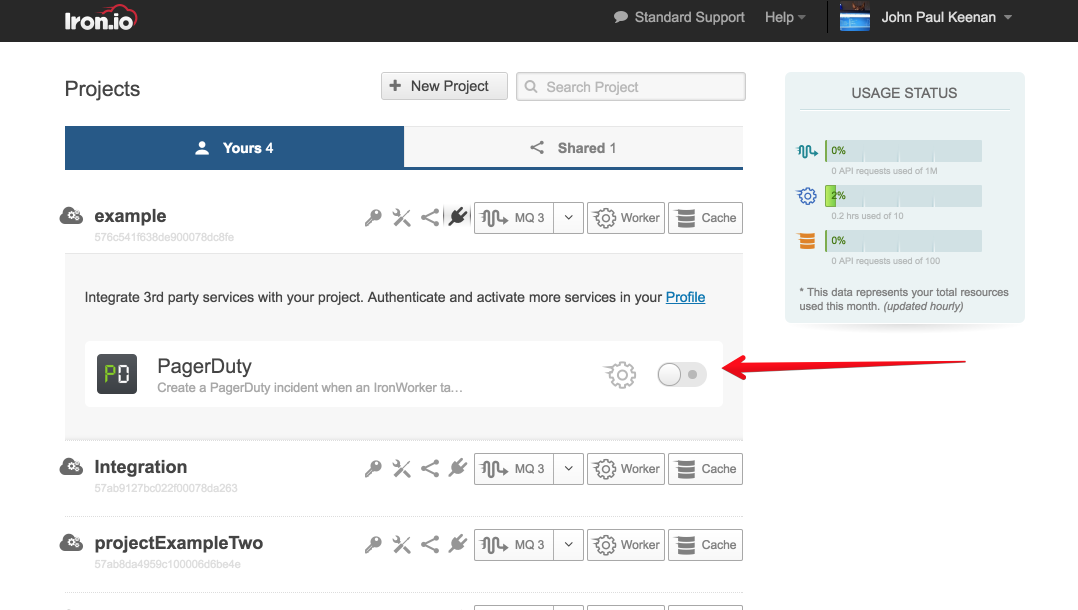 Iron.io
Standard Support Help John Paul Keenan
Projects
New Project
Search Project
Yours 4
Shared 1
example
576c541f638de900078dc8fe
MQ 3
Worker
Cache
Integrate 3rd party services with your project. Authenticate and activate more services in your Profile
PD
PagerDuty
Create a PagerDuty incident when an IronWorker ta…
Integration
57ab9127bc022f00078da263
MQ 3
Worker
Cache
projectExampleTwo
57ab8da4959c100006d6be4e
MQ 3
Worker
Cache
USAGE STATUS
0%
0 API requests used of 1M
2%
0.2 hrs used of 10
0%
0 API requests used of 100
* This data represents your total resources
used this month. (updated hourly)